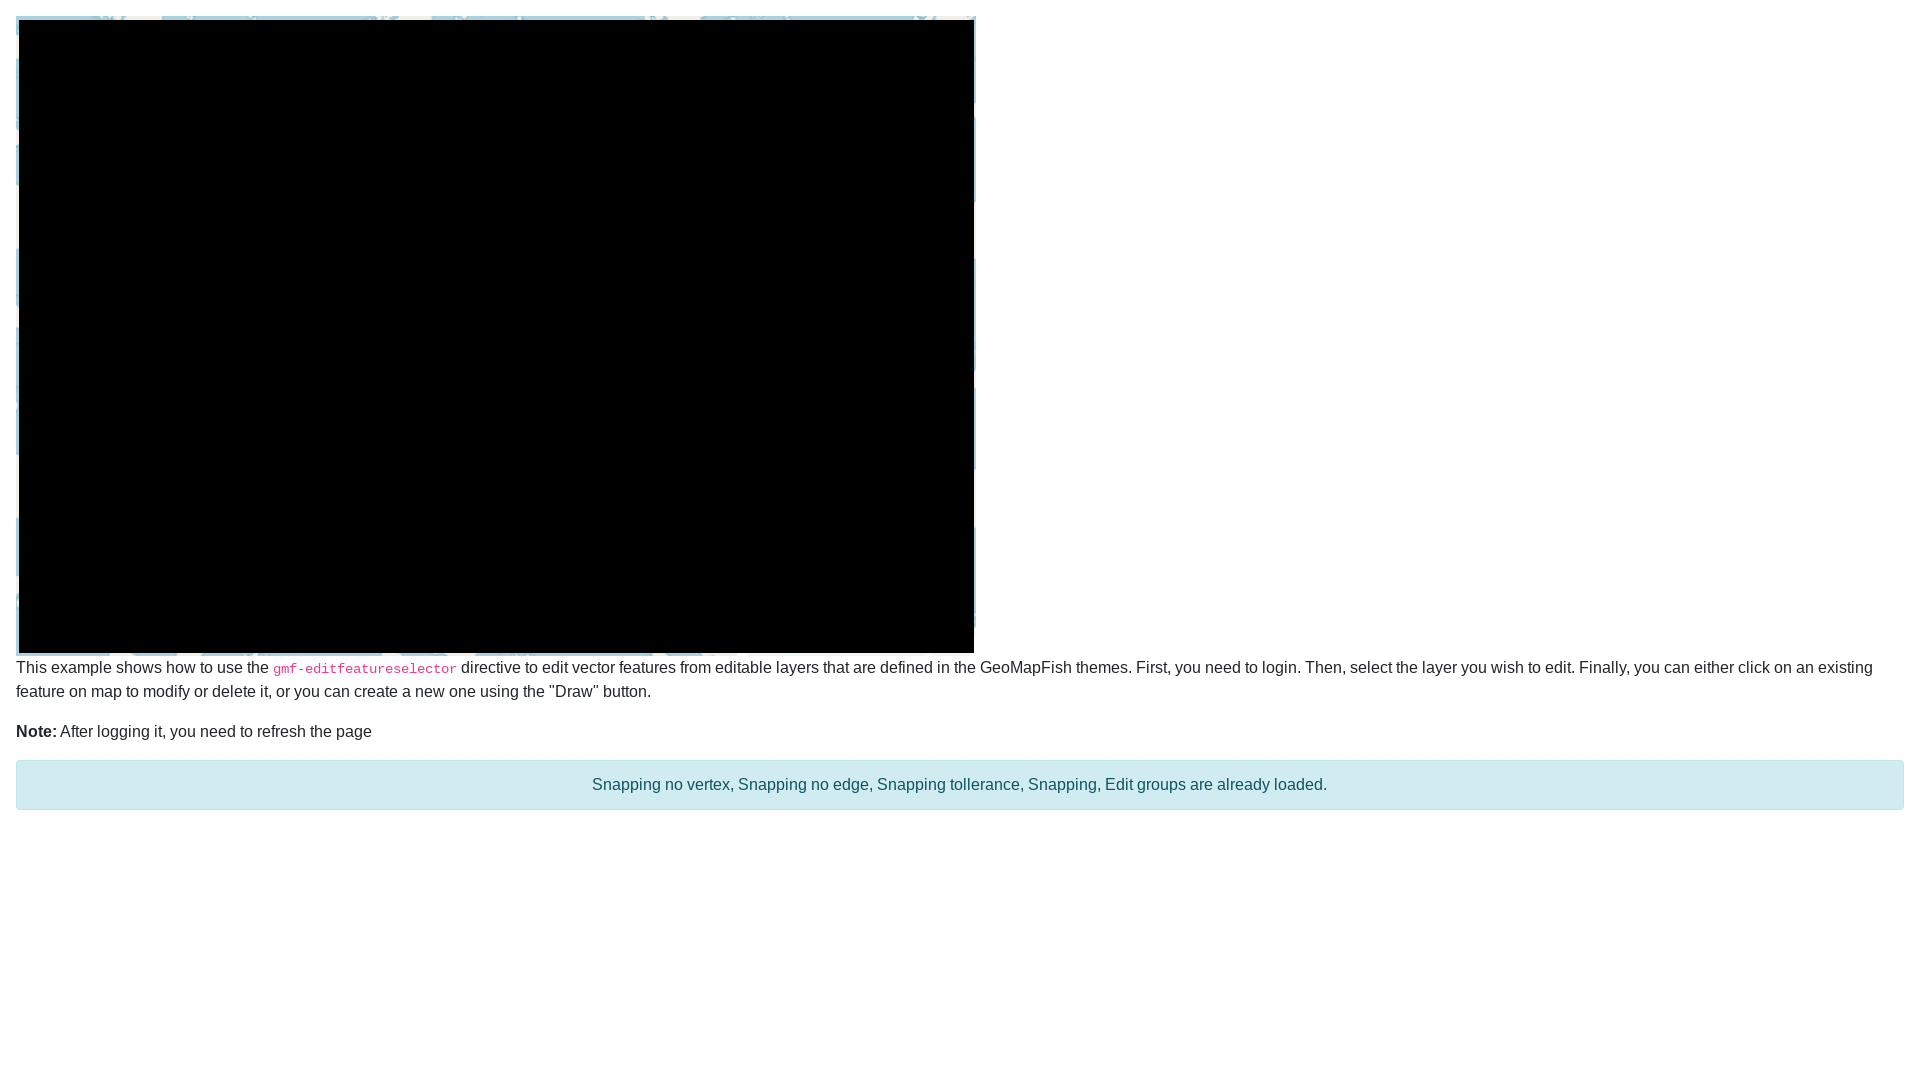 This example shows how to use the gmf-editfeatureselector directive to edit vector features from editable layers that are defined in the GeoMapFish themes. First, you need to login. Then, select the layer you wish to edit. Finally, you can either click on an existing
feature on map to modify or delete it, or you can create a new one using the "Draw" button.
Note: After logging it, you need to refresh the page
Snapping no vertex, Snapping no edge, Snapping tollerance, Snapping, Edit groups are already loaded.